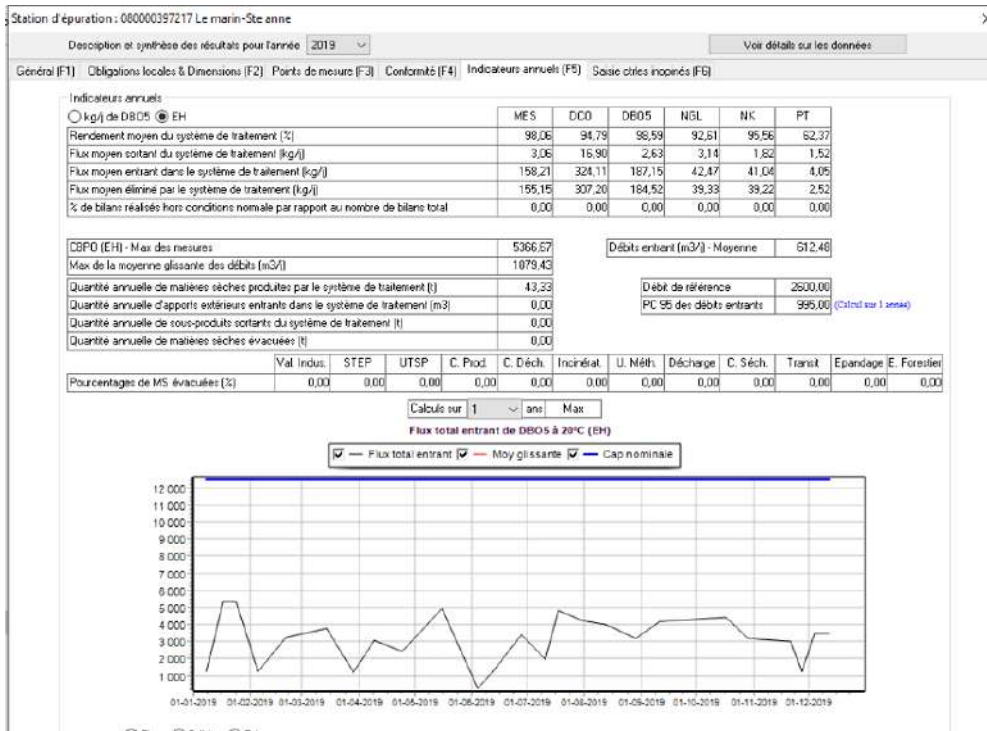 Station d'épuration : 080000397217 Le marin-Ste anne
Description et synthèse des résultats pour l'année 2019
Voir détails sur les données
Général (F1) Obligations locales & Dimensions (F2) Points de mesure (F3) Conformité (F4) Indicateurs annuels (F5) Saisie ctrles inopinés (F6)
Indicateurs annuels
kg/j de DBO5 EH MES DCO DBO5 NGL NK PT
Rendement moyen du système de traitement (%) 98,06 94,79 98,59 92,61 95,56 62,37
Flux moyen sortant du système de traitement (kg/j) 3,06 16,90 2,63 3,14 1,82 1,52
Flux moyen entrant dans le système de traitement (kg/j) 158,21 324,11 187,15 42,47 41,04 4,05
Flux moyen éliminé par le système de traitement (kg/j) 155,15 307,20 184,52 39,33 39,22 2,52
% de bilans réalisés hors conditions normale par rapport au nombre de bilans total 0,00 0,00 0,00 0,00 0,00 0,00
CBPO (EH) - Max des mesures 5366,67 Débits entrant (m3/j) - Moyenne 612,48
Max de la moyenne glissante des débits (m3/j) 1079,43
Quantité annuelle de matières sèches produites par le système de traitement (t) 43,33 Débit de référence 2600,00
Quantité annuelle d'apports extérieurs entrants dans le système de traitement (m3) 0,00 PC 95 des débits entrants 995,00 (Calcul sur 1 année)
Quantité annuelle de sous-produits sortants du système de traitement (t) 0,00
Quantité annuelle de matières sèches évacuées (t) 0,00
Val. Indus. STEP UTSP C. Prod. C. Déch. Incinérat. U. Méth. Décharge C. Séch. Transit Epandage E. Forestier
Pourcentages de MS évacuées (%) 0,00 0,00 0,00 0,00 0,00 0,00 0,00 0,00 0,00 0,00 0,00 0,00
Calculs sur 1 ans Max
Flux total entrant de DBO5 à 20°C (EH)
Flux total entrant Moy glissante Cap nominale
12 000
11 000
10 000
9 000
8 000
7 000
6 000
5 000
4 000
3 000
2 000
1 000
01-01-2019 01-02-2019 01-03-2019 01-04-2019 01-05-2019 01-06-2019 01-07-2019 01-08-2019 01-09-2019 01-10-2019 01-11-2019 01-12-2019